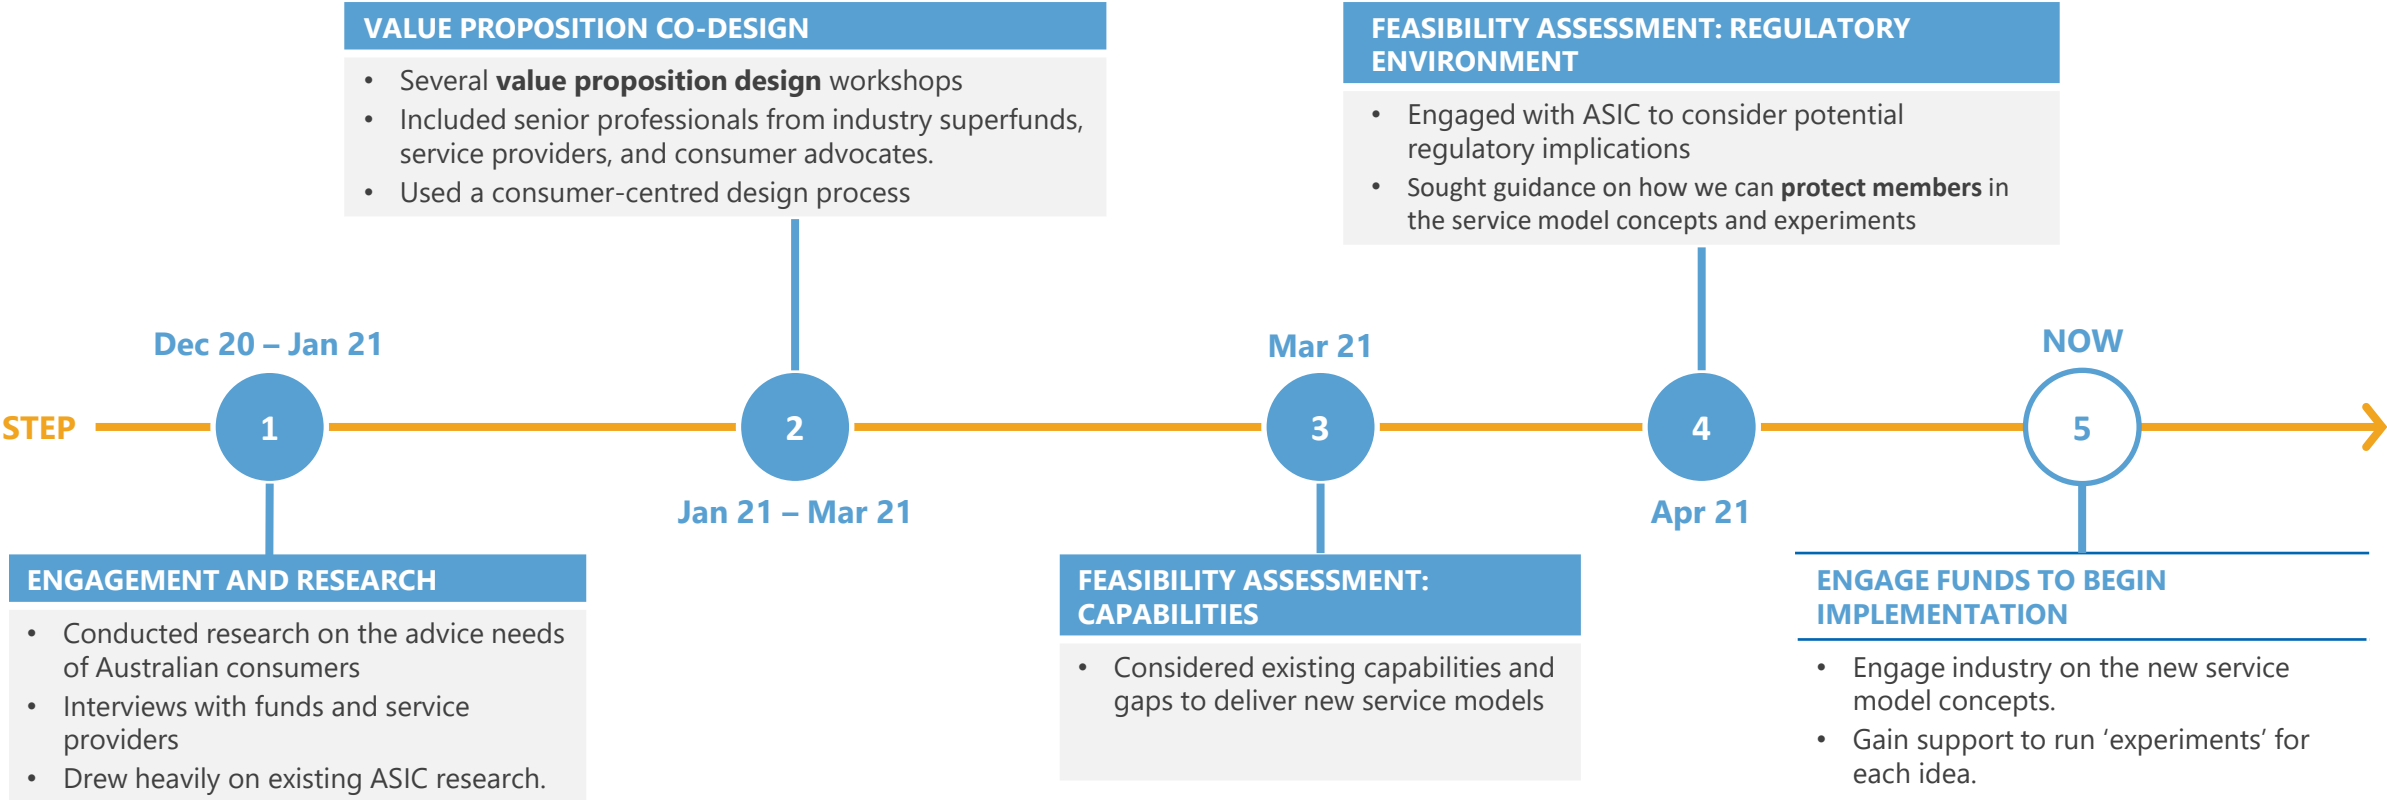 VALUE PROPOSITION CO-DESIGN
• Several value proposition design workshops
• Included senior professionals from industry superfunds,
service providers, and consumer advocates.
• Used a consumer-centred design process
FEASIBILITY ASSESSMENT: REGULATORY
ENVIRONMENT
• Engaged with ASIC to consider potential
regulatory implications
• Sought guidance on how we can protect members in
the service model concepts and experiments
Dec 20 – Jan 21
Mar 21
NOW
STEP
1
2
3
4
5
Jan 21 – Mar 21
Apr 21
ENGAGEMENT AND RESEARCH
• Conducted research on the advice needs
of Australian consumers
• Interviews with funds and service
providers
• Drew heavily on existing ASIC research.
FEASIBILITY ASSESSMENT:
CAPABILITIES
• Considered existing capabilities and
gaps to deliver new service models
ENGAGE FUNDS TO BEGIN
IMPLEMENTATION
• Engage industry on the new service
model concepts.
• Gain support to run ‘experiments’ for
each idea.